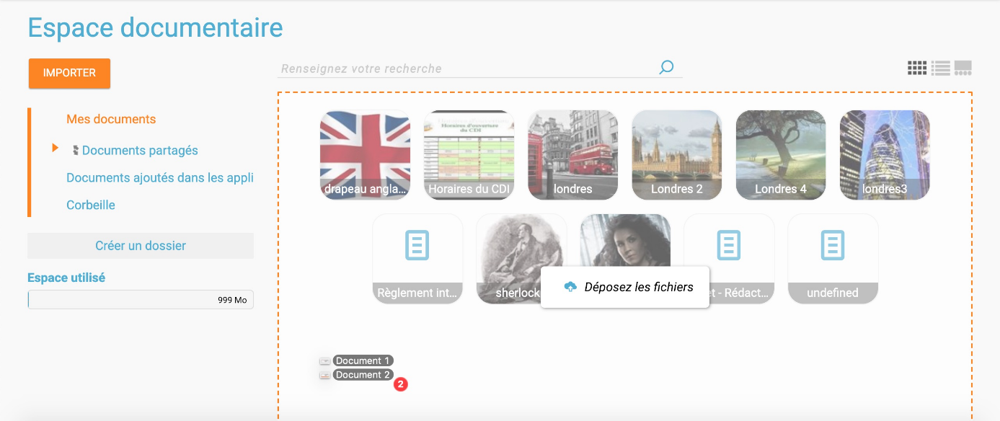 Espace documentaire
IMPORTER
Renseignez votre recherche
Mes documents
Documents partagés
Documents ajoutés dans les appli
Corbeille
Créer un dossier
Espace utilisé
999 Mo
Horaires d'ouverture
du CDI
drapeau angla...
Horaires du CDI
londres
Londres 2
Londres 4
londres3
Règlement int...
sherlock
et - Rédact...
undefined
Déposez les fichiers
Document 1
Document 2
2